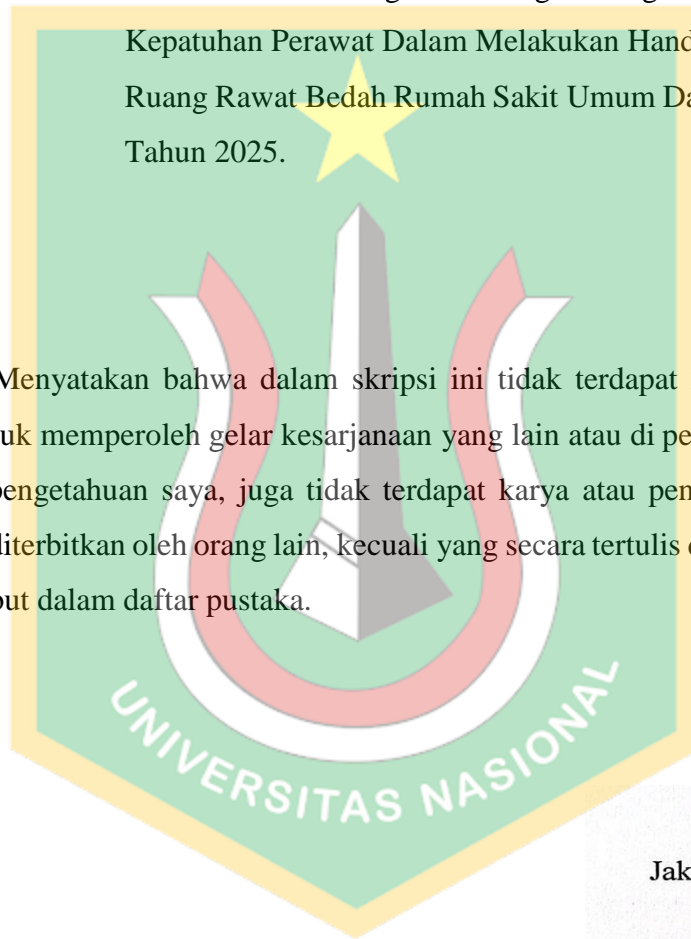 Kepatuhan Perawat Dalam Melakukan Hand
Ruang Rawat Bedah Rumah Sakit Umum Da
Tahun 2025.
Menyatakan bahwa dalam skripsi ini tidak terdapat
uk memperoleh gelar kesarjanaan yang lain atau di pe
pengetahuan saya, juga tidak terdapat karya atau pen
diterbitkan oleh orang lain, kecuali yang secara tertulis
but dalam daftar pustaka.
UNIVERSITAS NASIONAL
Jak